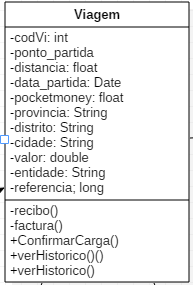 Viagem
-codVi: int
-ponto_partida
-distancia: float
-data_partida: Date
-pocketmoney: float
-provincia: String
-distrito: String
-cidade: String
-valor: double
-entidade: String
-referencia; long
-recibo()
-factura()
+ConfirmarCarga()
+verHistorico()()
+verHistorico()